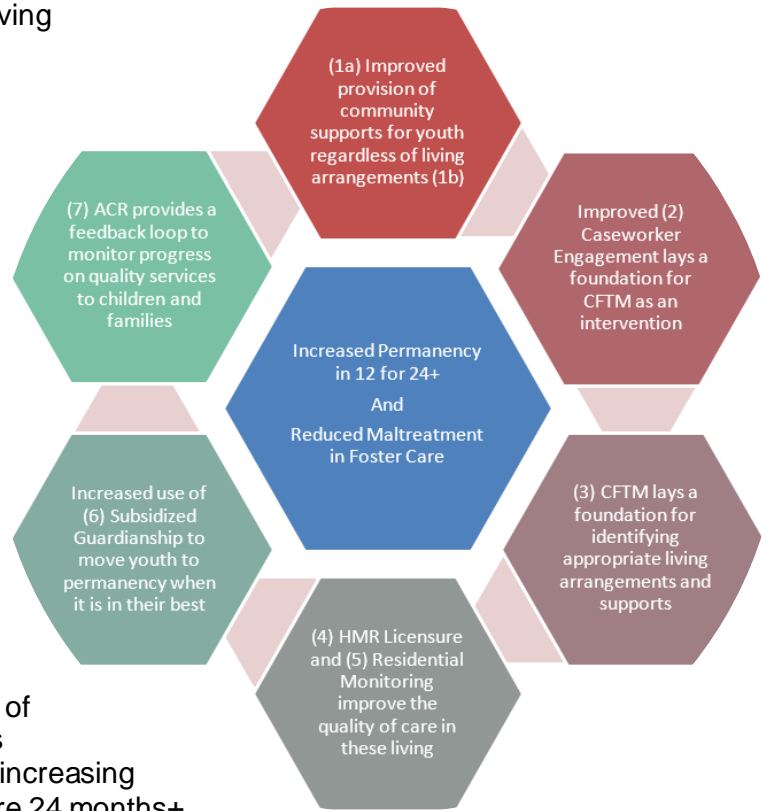 ving
(1a) Improved
provision of
community
supports for youth
regardless of living
arrangements (1b)
Improved (2)
Caseworker
Engagement lays a
foundation for
CFTM as an
intervention
(3) CFTM lays a
foundation for
identifying
appropriate living
arrangements and
supports
(4) HMR Licensure
and (5) Residential
Monitoring
improve the
quality of care in
these living
Increased use of
(6) Subsidized
Guardianship to
move youth to
permanency when
it is in their best
(7) ACR provides a
feedback loop to
monitor progress
on quality services
to children and
families
Increased Permanency
in 12 for 24+
And
Reduced Maltreatment
in Foster Care
of
s
increasing
re 24 months+